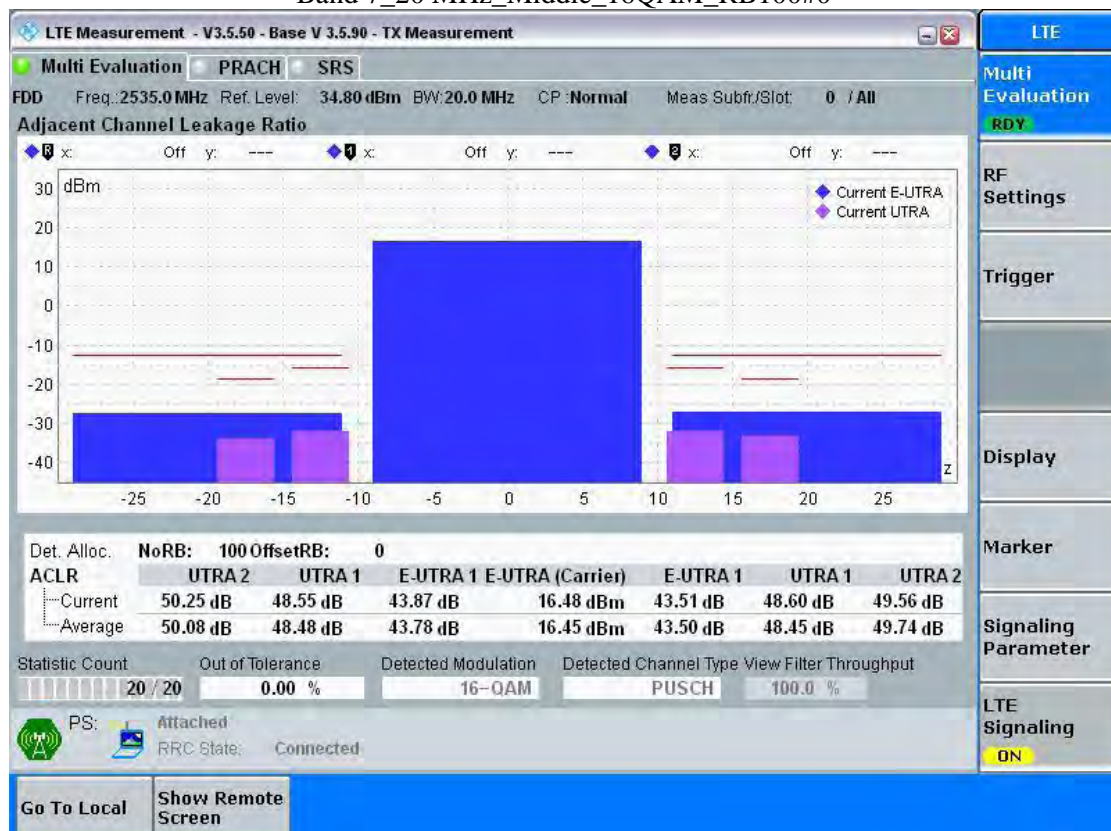 Band 7_20 MHz_Middle_16QAM_RB100#0
LTE Measurement - V3.5.50 - Base V 3.5.90 - TX Measurement
LTE
Multi Evaluation PRACH SRS
Multi Evaluation
RDY
FDD Freq.:2535.0 MHz Ref. Level: 34.80 dBm BW:20.0 MHz CP :Normal Meas Subfr./Slot: 0 / All
Adjacent Channel Leakage Ratio
R x: Off y: --- 1 x: Off y: --- 2 x: Off y: ---
dBm
Current E-UTRA
Current UTRA
30
20
10
0
-10
-20
-30
-40
z
-25 -20 -15 -10 -5 0 5 10 15 20 25
RF Settings
Trigger
Display
Marker
Signaling Parameter
LTE Signaling
ON
Det. Alloc. NoRB: 100 OffsetRB: 0
ACLR UTRA 2 UTRA 1 E-UTRA 1 E-UTRA (Carrier) E-UTRA 1 UTRA 1 UTRA 2
Current 50.25 dB 48.55 dB 43.87 dB 16.48 dBm 43.51 dB 48.60 dB 49.56 dB
Average 50.08 dB 48.48 dB 43.78 dB 16.45 dBm 43.50 dB 48.45 dB 49.74 dB
Statistic Count Out of Tolerance Detected Modulation Detected Channel Type View Filter Throughput
20 / 20 0.00 % 16-QAM PUSCH 100.0 %
PS: Attached
RRC State: Connected
Go To Local
Show Remote Screen